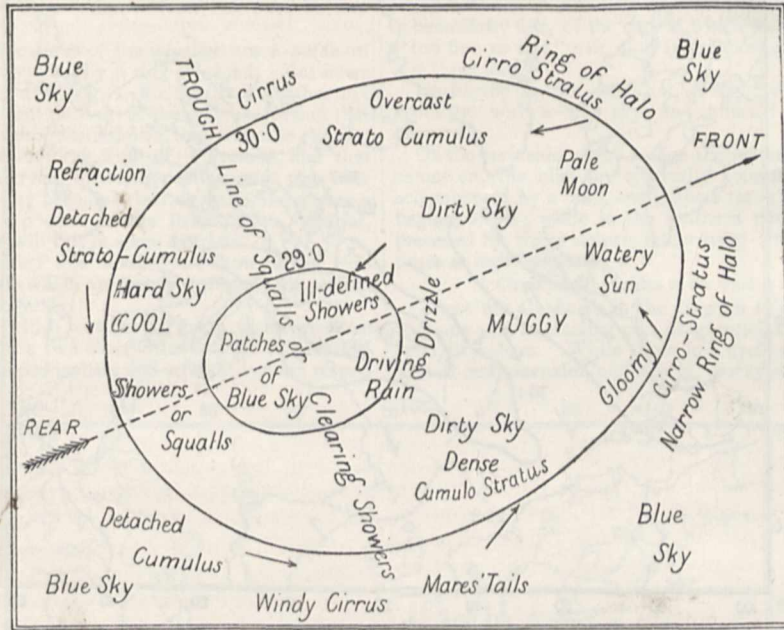 Blue
Sky
TROUGH
Cirrus
Overcast
Ring of Halo
Cirro Stratus
Blue
Sky
30·0
Strato Cumulus
FRONT
Pale
Moon
Refraction
Line of Squalls or
Clearing Showers
Dirty Sky
Detached
Strato-Cumulus
29·0
Hard Sky
COOL
Ill-defined
Showers
Or Drizzle
Watery
Sun
MUGGY
Cirro-Stratus
Narrow Ring of Halo
Gloomy
Patches
of
Blue Sky
Driving
Rain
Showers
or
Squalls
REAR
Dirty Sky
Dense
Cumulo Stratus
Detached
Cumulus
Blue Sky
Windy Cirrus
Mares' Tails
Blue
Sky